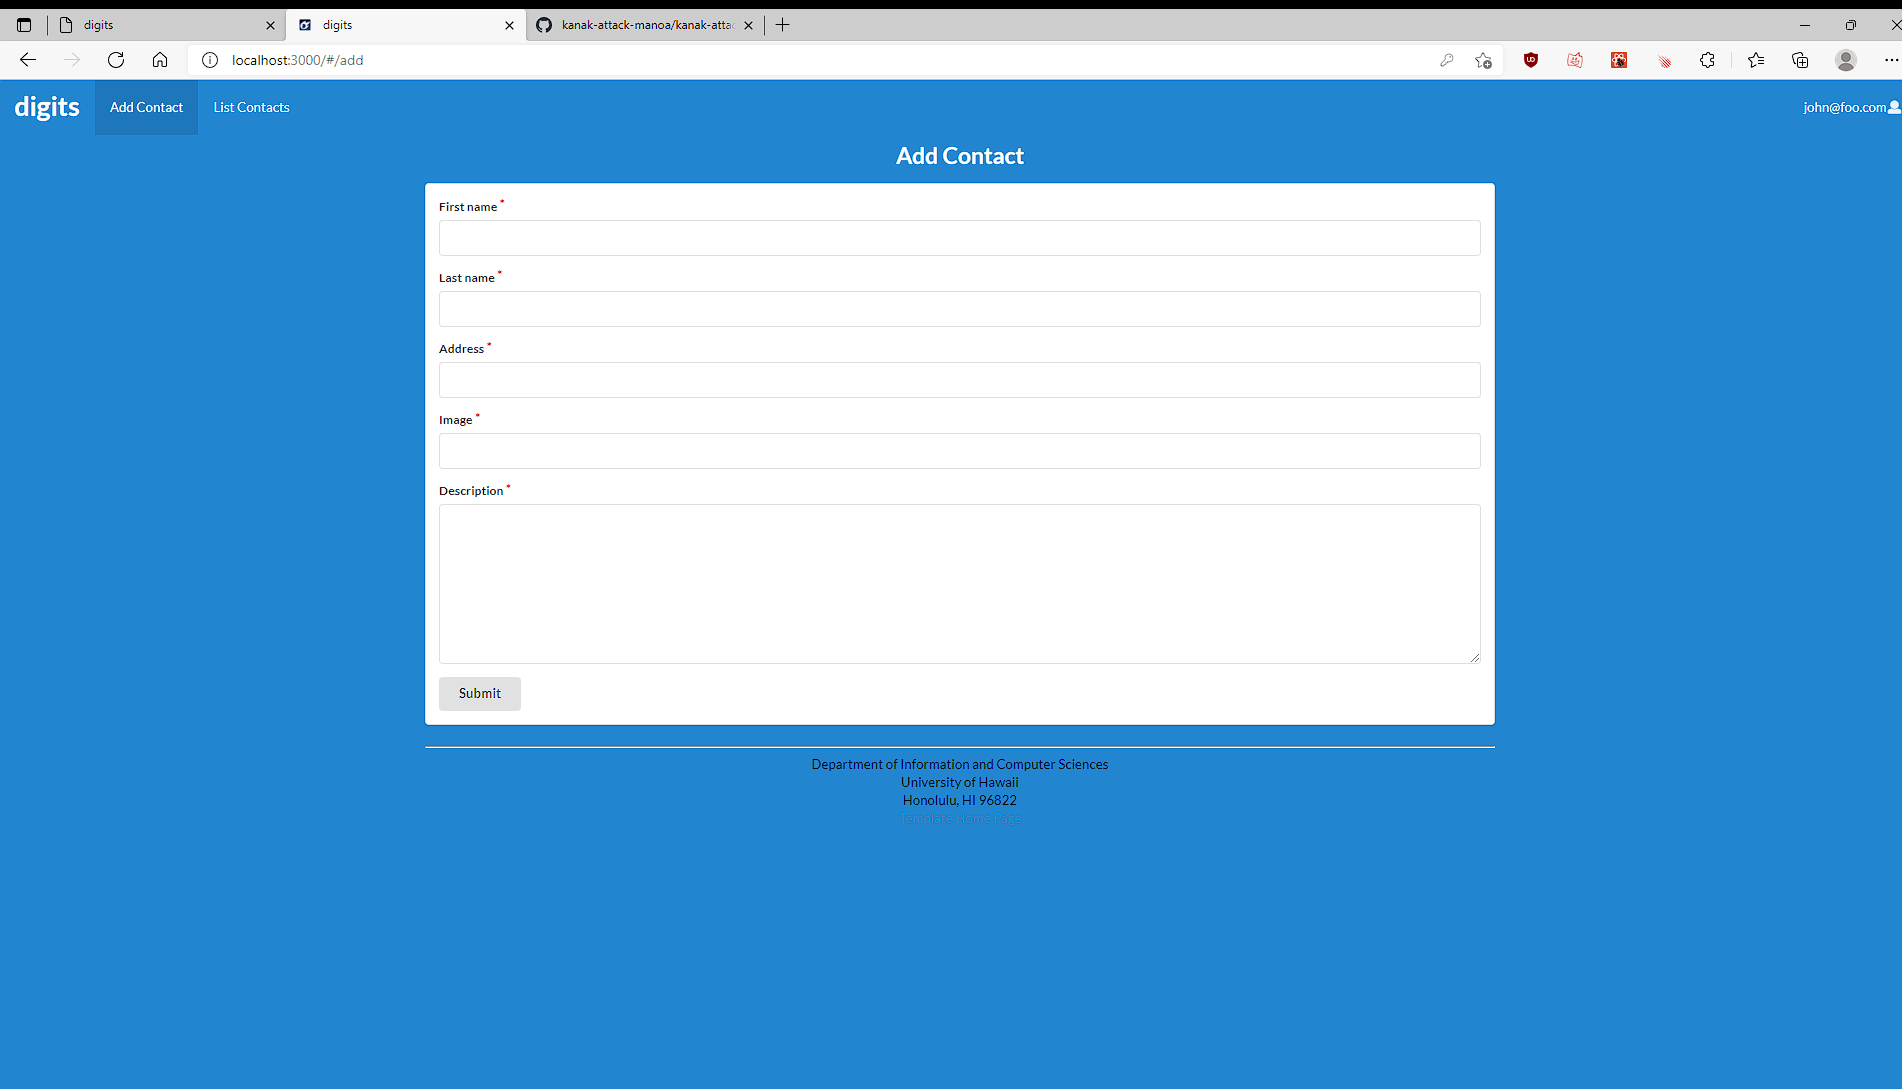 digits
digits
kanak-attack-manoa/kanak-atta
localhost:3000/#/add
digits
Add Contact
List Contacts
john@foo.com
Add Contact
First name *
Last name *
Address *
Image *
Description *
Submit
Department of Information and Computer Sciences
University of Hawaii
Honolulu, HI 96822
Template Home Page